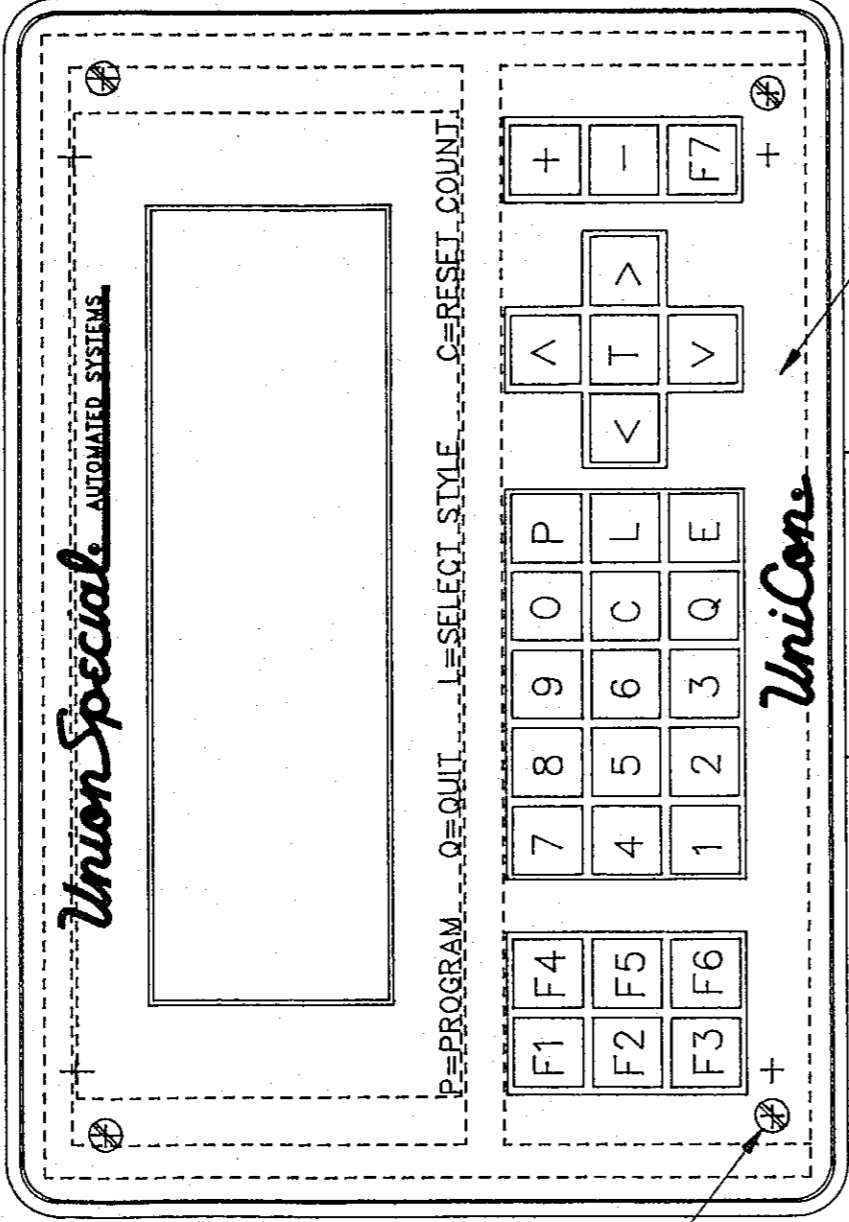 Union Special. AUTOMATED SYSTEMS
P=PROGRAM Q=QUIT L=SELECT STYLE C=RESET COUNT
F1 F4 7 8 9 0 P ^ +
F2 F5 4 5 6 C L < T > -
F3 F6 1 2 3 Q E V F7
UniCon.